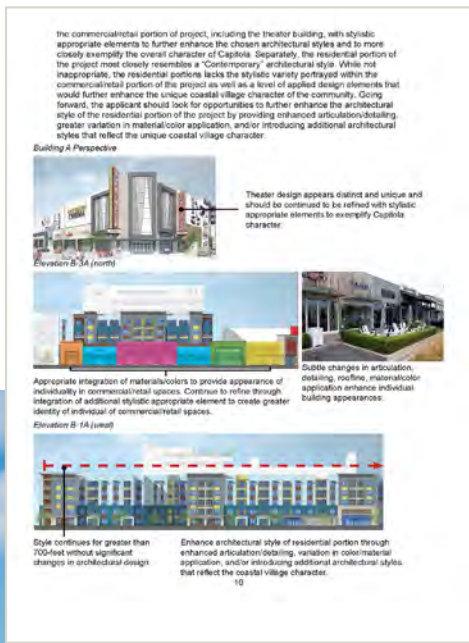 the commercial/retail portion of project, including the theater building, with stylistic
appropriate elements to further enhance the chosen architectural styles and to more
closely exemplify the overall character of Capitola. Separately, the residential portion of
the project most closely resembles a "Contemporary" architectural style. While not
inappropriate, the residential portions lacks the stylistic variety portrayed within the
commercial/retail portion of the project as well as a level of applied design elements that
would further enhance the unique coastal village character of the community. Going
forward, the applicant should look for opportunities to further enhance the architectural
style of the residential portion of the project by providing enhanced articulation/detailing,
greater variation in material/color application, and/or introducing additional architectural
styles that reflect the unique coastal village character.
Building A Perspective
Theater design appears distinct and unique and
should be continued to be refined with stylistic
appropriate elements to exemplify Capitola
character.
Elevation B-3A (north)
Subtle changes in articulation,
detailing, roofline, material/color
application enhance individual
building appearances.
Appropriate integration of materials/colors to provide appearance of
individuality in commercial/retail spaces. Continue to refine through
integration of additional stylistic appropriate element to create greater
identity of individual of commercial/retail spaces.
Elevation B-1A (west)
Style continues for greater than
700-feet without significant
changes in architectural design
Enhance architectural style of residential portion through
enhanced articulation/detailing, variation in color/material
application, and/or introducing additional architectural styles
that reflect the coastal village character.
10